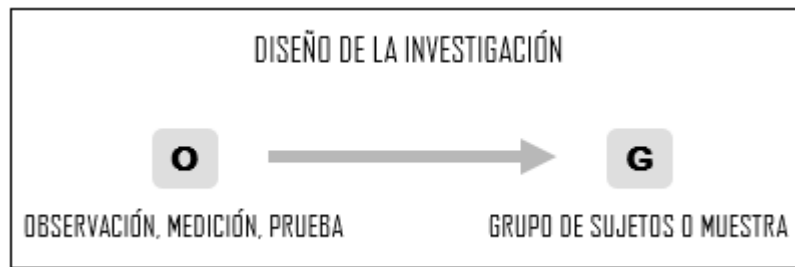 DISEÑO DE LA INVESTIGACIÓN
O
G
OBSERVACIÓN, MEDICIÓN, PRUEBA
GRUPO DE SUJETOS O MUESTRA